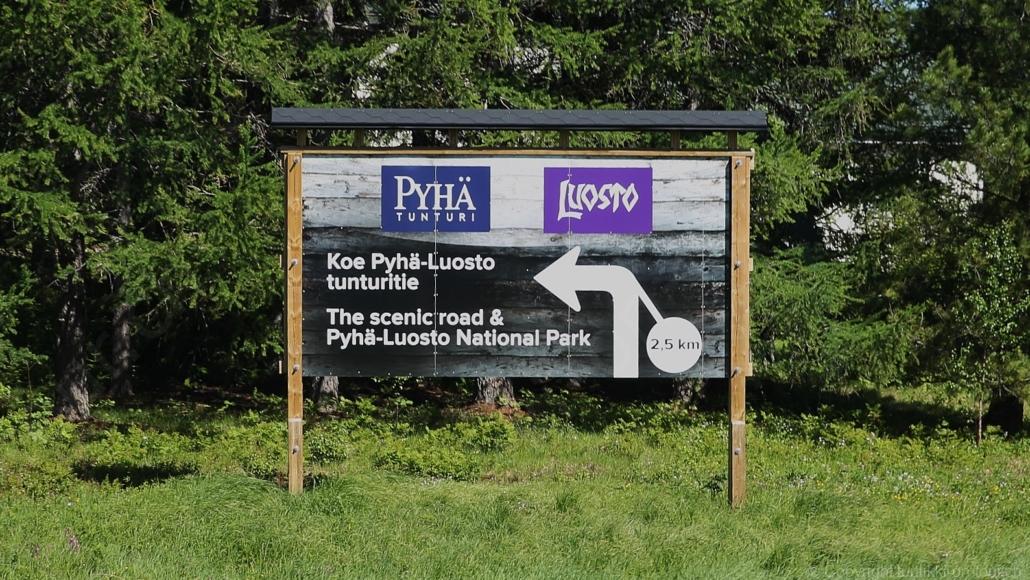 PYHÄ
TUNTURI
LUOSTO
Koe Pyhä-Luosto
tunturitie
The scenic road &
Pyhä-Luosto National Park
2,5 km